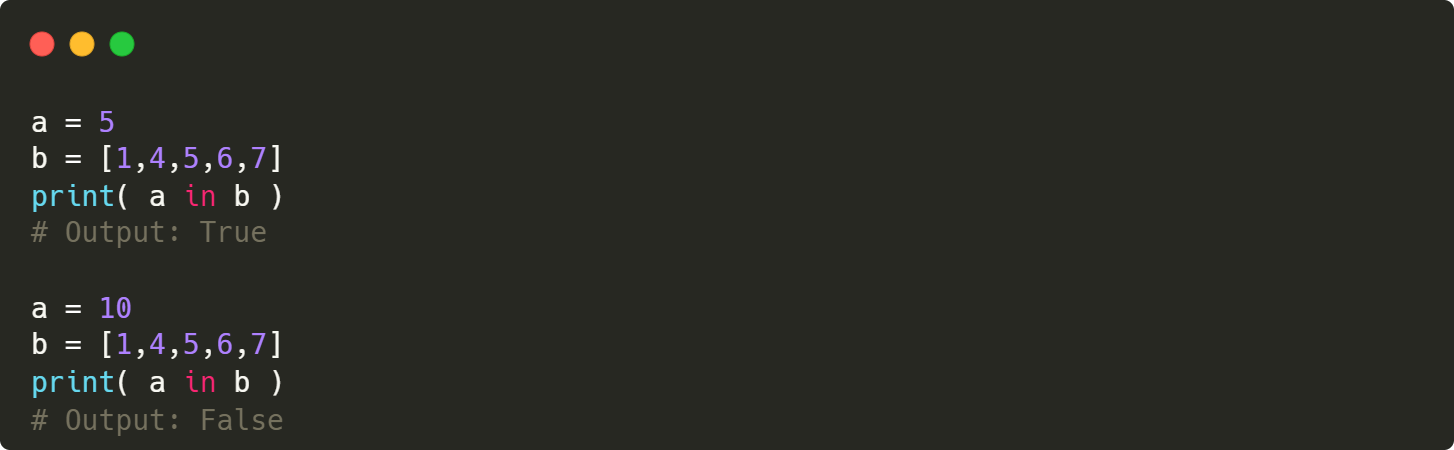 a = 5
b = [1,4,5,6,7]
print( a in b )
# Output: True
a = 10
b = [1,4,5,6,7]
print( a in b )
# Output: False